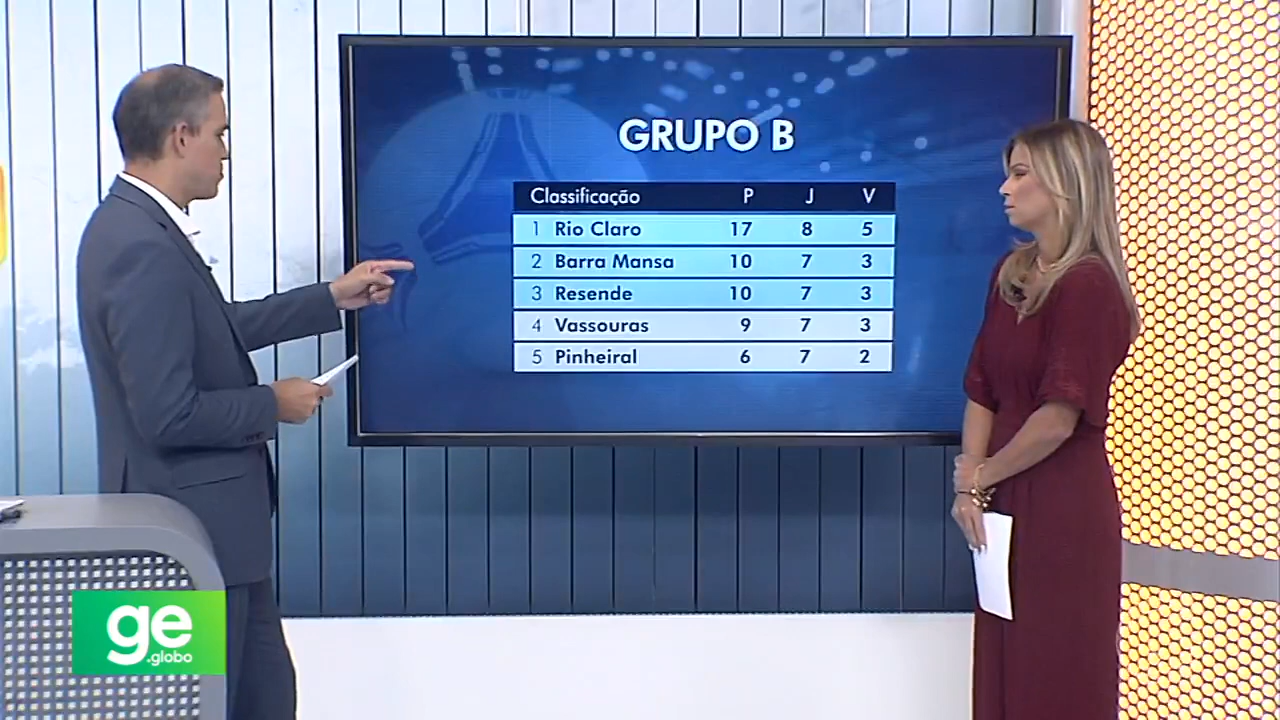 GRUPO B
Classificação P J V
1 Rio Claro 17 8 5
2 Barra Mansa 10 7 3
3 Resende 10 7 3
4 Vassouras 9 7 3
5 Pinheiral 6 7 2
ge
.globo